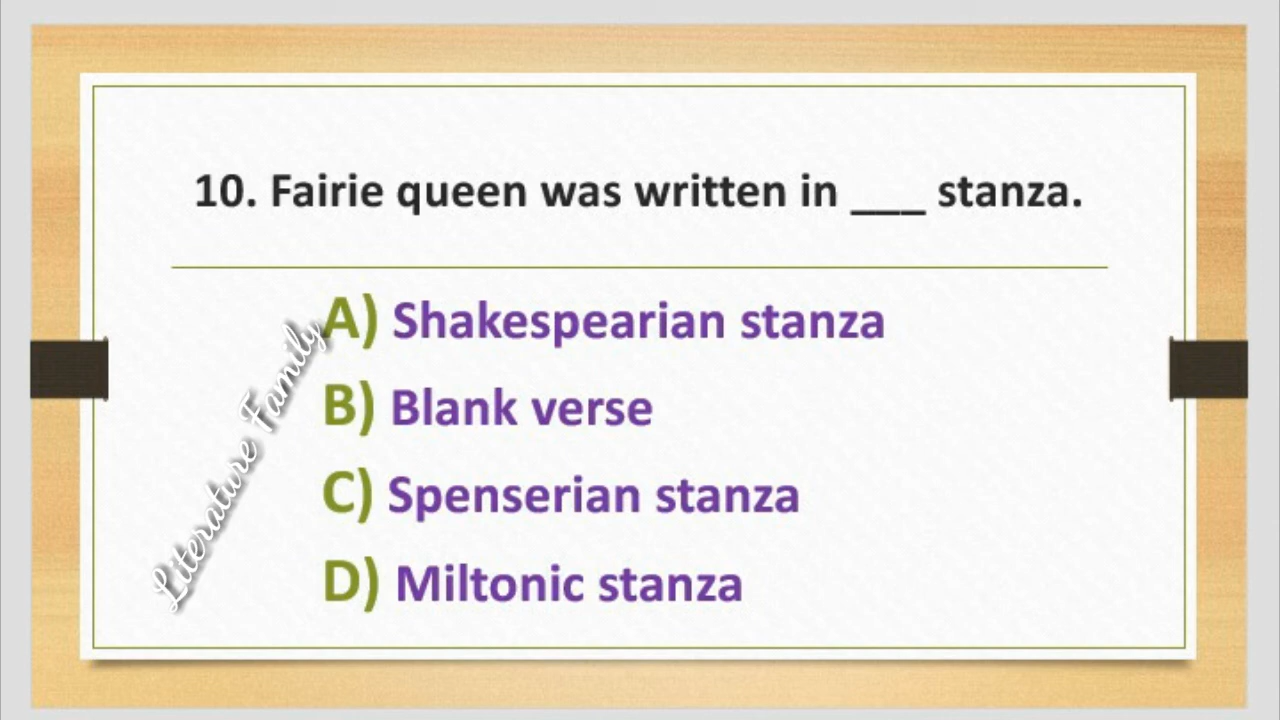 10. Fairie queen was written in ___ stanza.
A) Shakespearian stanza
B) Blank verse
C) Spenserian stanza
D) Miltonic stanza
Literature Family